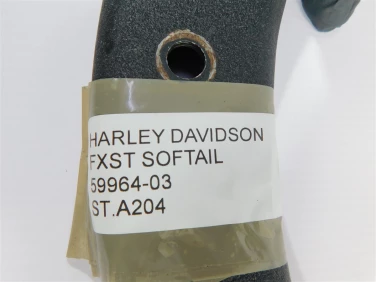 HARLEY DAVIDSON
FXST SOFTAIL
59964-03
ST.A204